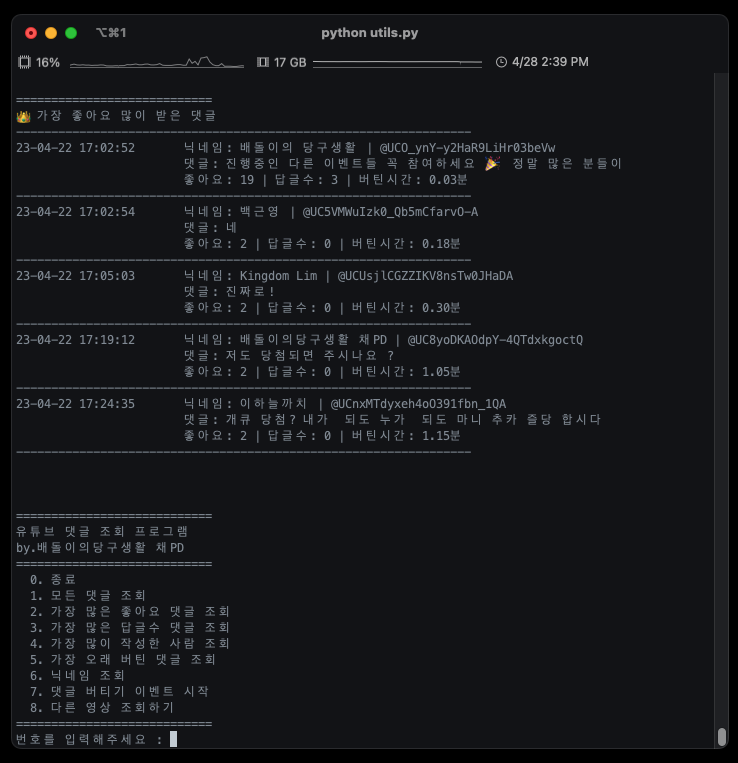 ⌥⌘1 python utils.py
16% 17 GB 4/28 2:39 PM
============================
👑 가장 좋아요 많이 받은 댓글
-----------------------------------------------------------------
23-04-22 17:02:52 닉네임: 배돌이의 당구생활 | @UCO_ynY-y2HaR9LiHr03beVw
댓글: 진행중인 다른 이벤트들 꼭 참여하세요 🎉 정말 많은 분들이
좋아요: 19 | 답글수: 3 | 버틴시간: 0.03분
-----------------------------------------------------------------
23-04-22 17:02:54 닉네임: 백근영 | @UC5VMWuIzk0_Qb5mCfarvO-A
댓글: 네
좋아요: 2 | 답글수: 0 | 버틴시간: 0.18분
-----------------------------------------------------------------
23-04-22 17:05:03 닉네임: Kingdom Lim | @UCUsjlCGZZIKV8nsTw0JHaDA
댓글: 진짜로!
좋아요: 2 | 답글수: 0 | 버틴시간: 0.30분
-----------------------------------------------------------------
23-04-22 17:19:12 닉네임: 배돌이의당구생활 채PD | @UC8yoDKAOdpY-4QTdxkgoctQ
댓글: 저도 당첨되면 주시나요 ?
좋아요: 2 | 답글수: 0 | 버틴시간: 1.05분
-----------------------------------------------------------------
23-04-22 17:24:35 닉네임: 이하늘까치 | @UCnxMTdyxeh4oO391fbn_1QA
댓글: 개큐 당첨? 내가 되도 누가 되도 마니 추카 즐당 합시다
좋아요: 2 | 답글수: 0 | 버틴시간: 1.15분
-----------------------------------------------------------------
============================
유튜브 댓글 조회 프로그램
by.배돌이의당구생활 채PD
============================
0. 종료
1. 모든 댓글 조회
2. 가장 많은 좋아요 댓글 조회
3. 가장 많은 답글수 댓글 조회
4. 가장 많이 작성한 사람 조회
5. 가장 오래 버틴 댓글 조회
6. 닉네임 조회
7. 댓글 버티기 이벤트 시작
8. 다른 영상 조회하기
============================
번호를 입력해주세요 :